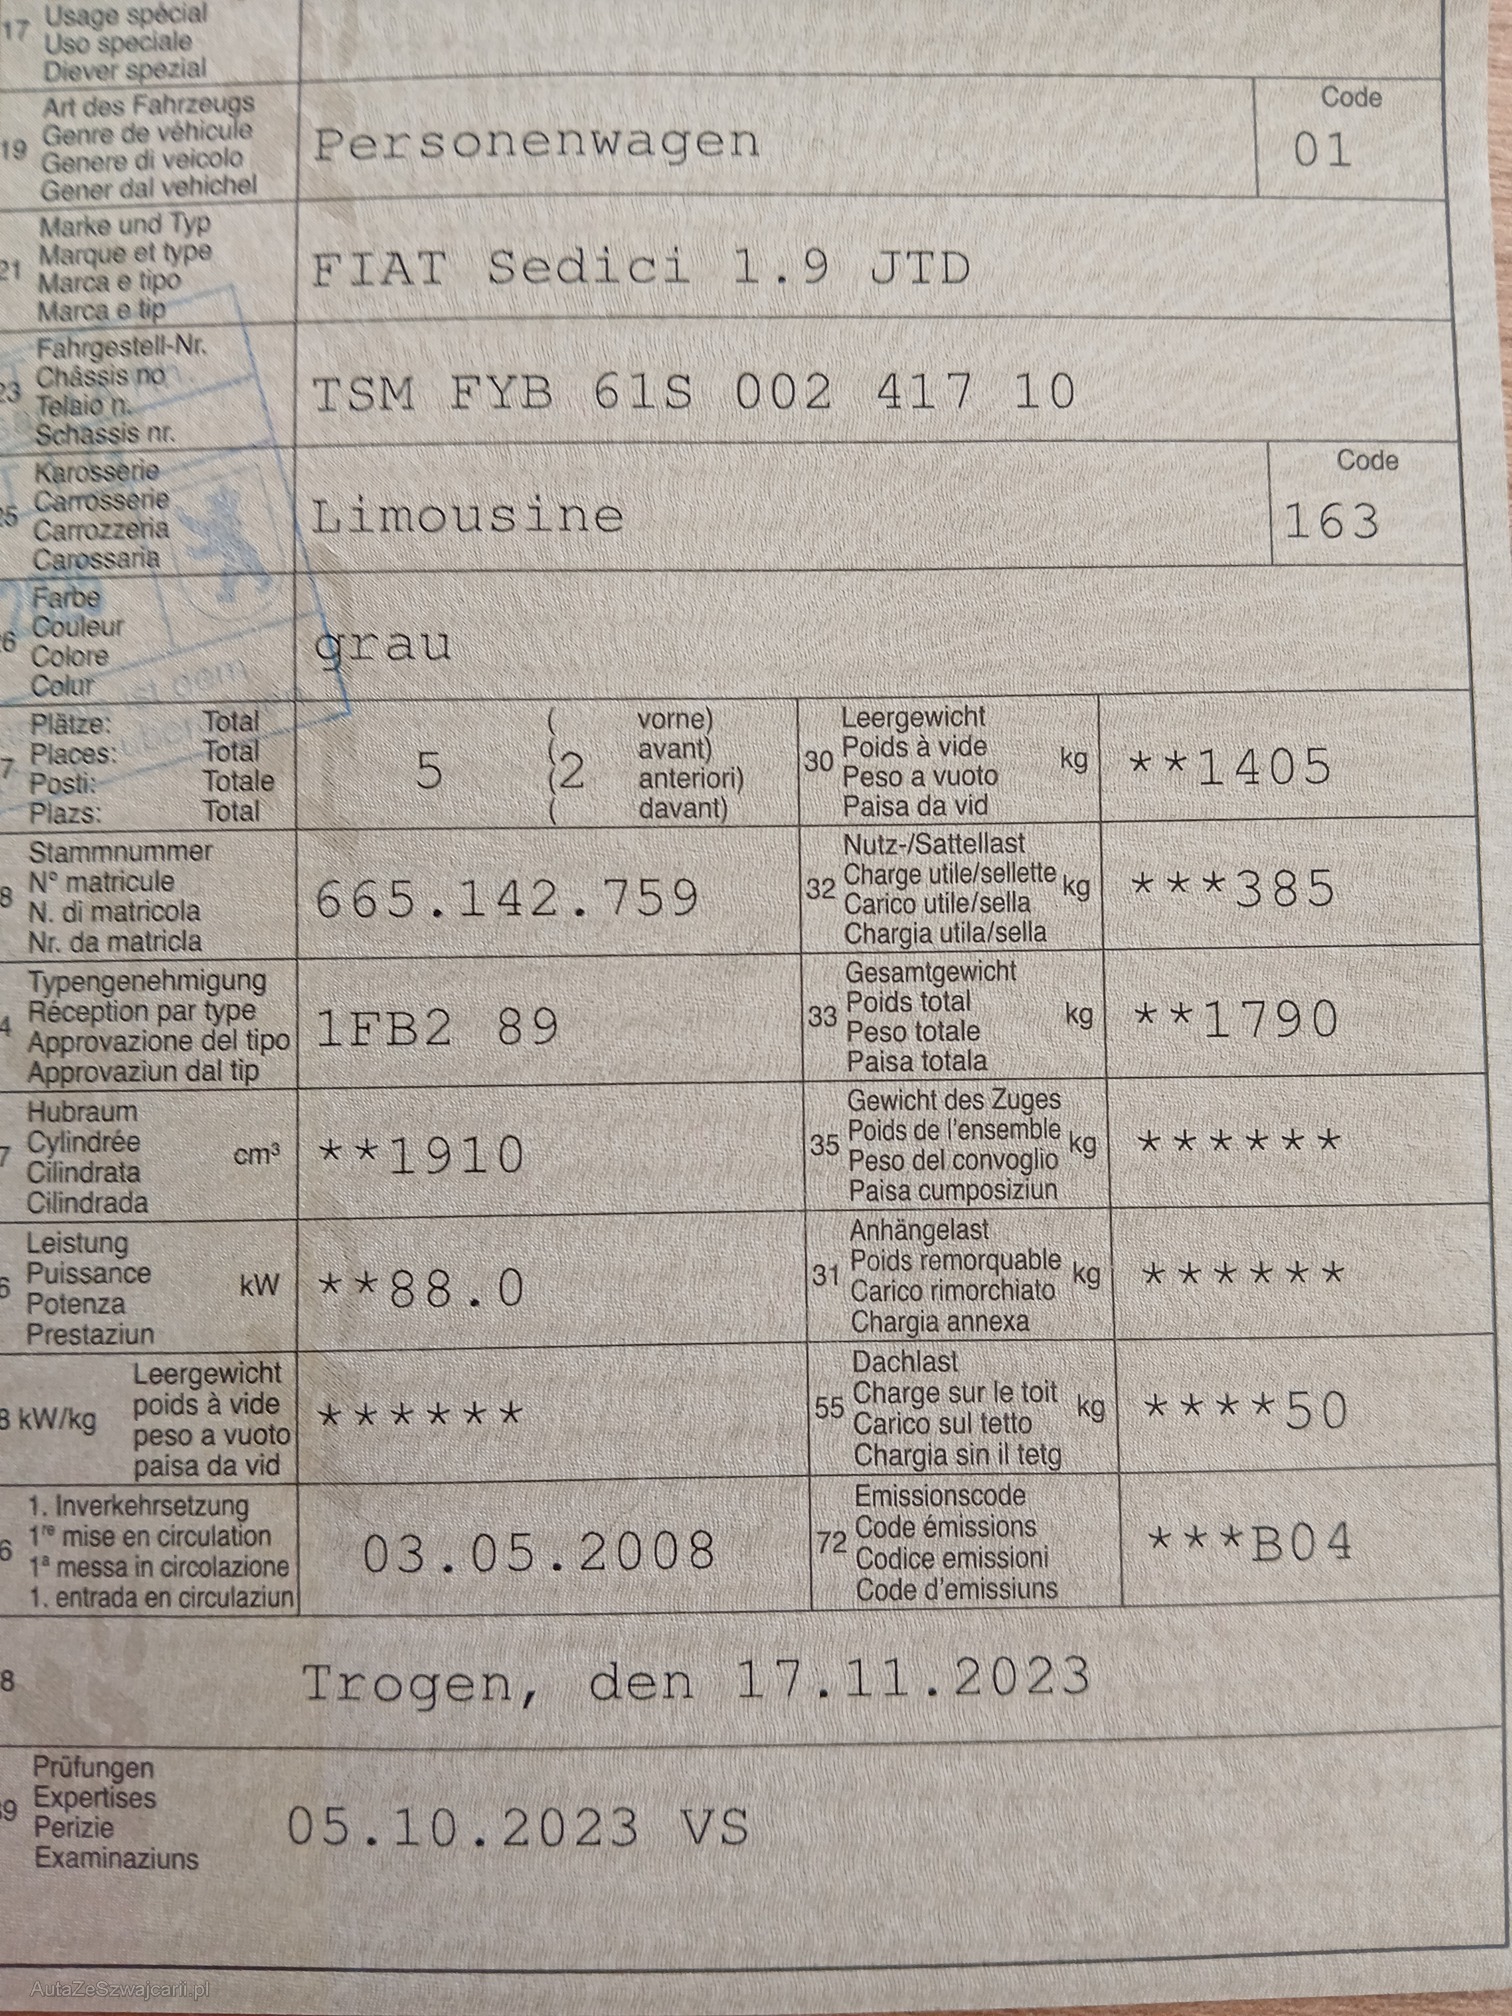 17 Usage spécial
Uso speciale
Diever spezial
Art des Fahrzeugs
19 Genre de véhicule
Genere di veicolo
Gener dal vehichel
Personenwagen
Code
01
Marke und Typ
21 Marque et type
Marca e tipo
Marca e tip
FIAT Sedici 1.9 JTD
Fahrgestell-Nr.
23 Châssis no
Telaio n.
Schassis nr.
TSM FYB 61S 002 417 10
Karosserie
25 Carrosserie
Carrozzeria
Carossaria
Limousine
Code
163
Farbe
6 Couleur
Colore
Colur
grau
Plätze: Total
7 Places: Total
Posti: Totale
Plazs: Total
5
( vorne)
( avant)
(2 anteriori)
( davant)
Leergewicht
30 Poids à vide kg
Peso a vuoto
Paisa da vid
**1405
Stammnummer
8 N° matricule
N. di matricola
Nr. da matricla
665.142.759
Nutz-/Sattellast
32 Charge utile/sellette kg
Carico utile/sella
Chargia utila/sella
***385
Typengenehmigung
4 Réception par type
Approvazione del tipo
Approvaziun dal tip
1FB2 89
Gesamtgewicht
33 Poids total kg
Peso totale
Paisa totala
**1790
Hubraum
7 Cylindrée cm³
Cilindrata
Cilindrada
**1910
Gewicht des Zuges
35 Poids de l'ensemble kg
Peso del convoglio
Paisa cumposiziun
******
Leistung
6 Puissance kW
Potenza
Prestaziun
**88.0
Anhängelast
31 Poids remorquable kg
Carico rimorchiato
Chargia annexa
******
Leergewicht
8 kW/kg poids à vide
peso a vuoto
paisa da vid
******
Dachlast
55 Charge sur le toit kg
Carico sul tetto
Chargia sin il tetg
****50
1. Inverkehrsetzung
6 1re mise en circulation
1ª messa in circolazione
1. entrada en circulaziun
03.05.2008
Emissionscode
72 Code émissions
Codice emissioni
Code d'emissiuns
***B04
8
Trogen, den 17.11.2023
Prüfungen
39 Expertises
Perizie
Examinaziuns
05.10.2023 VS
AutaZeSzwajcarii.pl